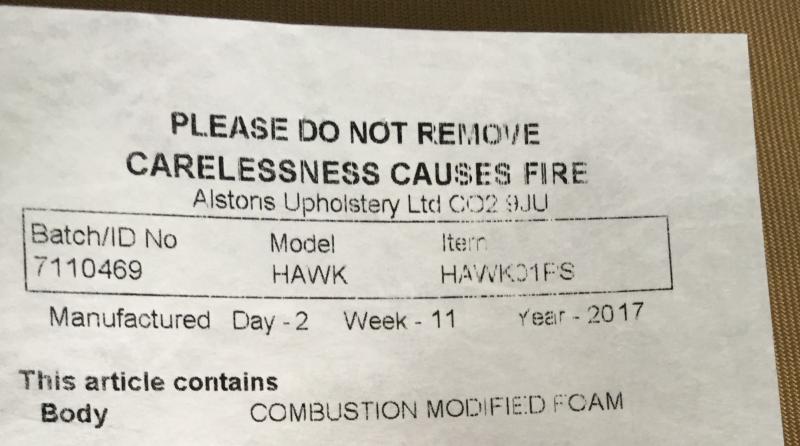 PLEASE DO NOT REMOVE
CARELESSNESS CAUSES FIRE
Alstons Upholstery Ltd CO2 9JU
Batch/ID No Model Item
7110469 HAWK HAWK01PS
Manufactured Day - 2 Week - 11 Year - 2017
This article contains
Body COMBUSTION MODIFIED FOAM